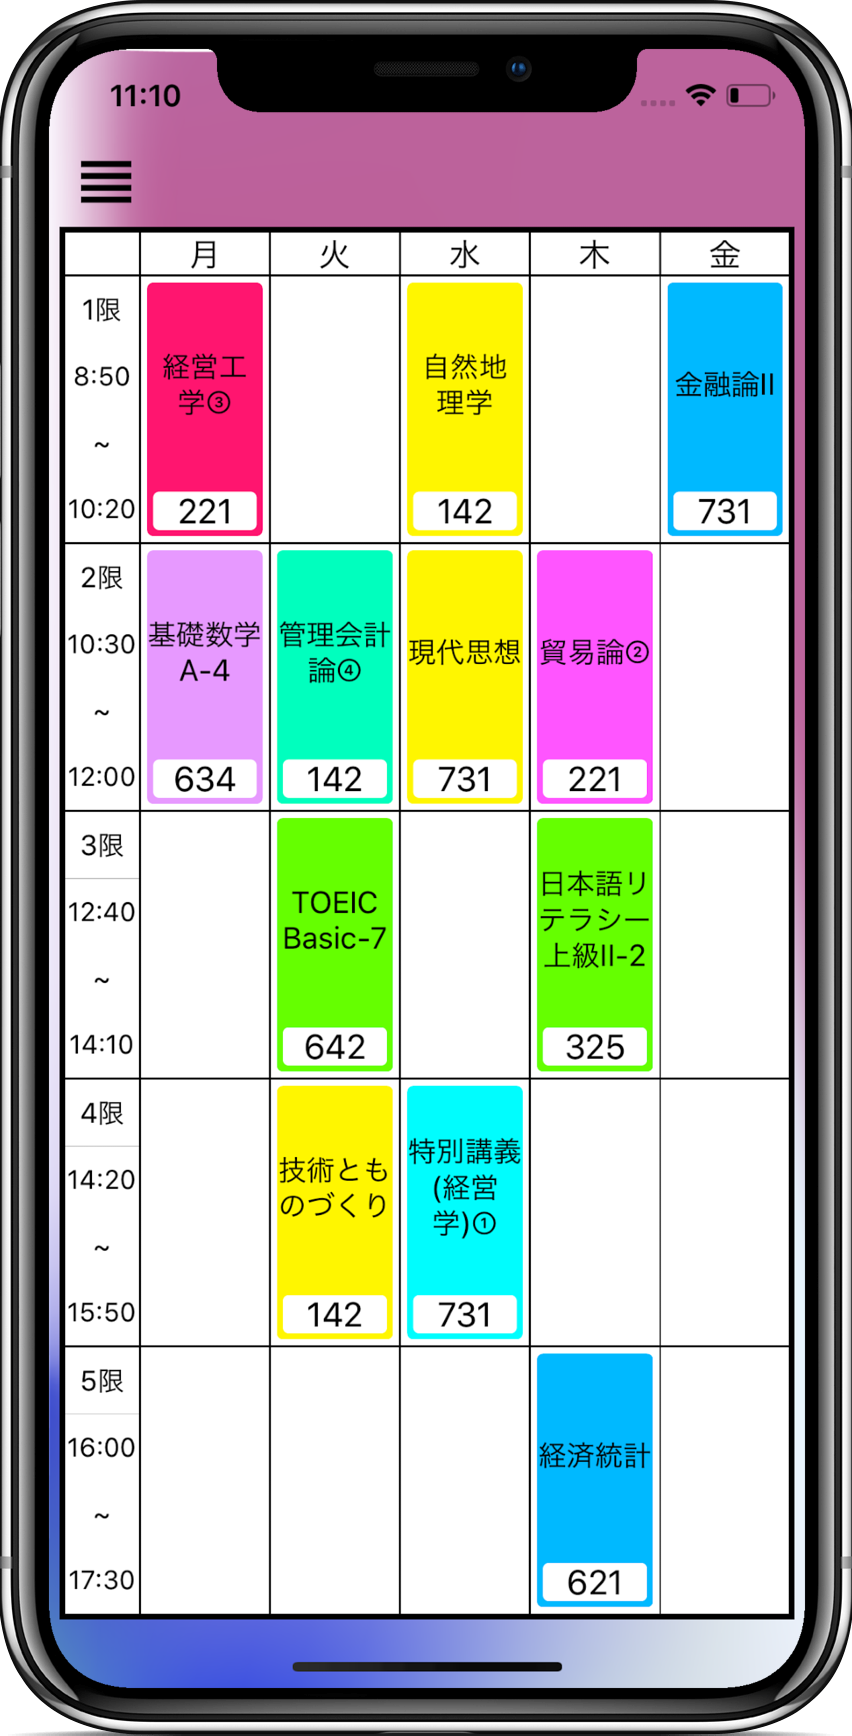 11:10
月 火 水 木 金
1限
8:50
~
10:20
経営工
学③
221
自然地
理学
142
金融論II
731
2限
10:30
~
12:00
基礎数学
A-4
634
管理会計
論④
142
現代思想
731
貿易論②
221
3限
12:40
~
14:10
TOEIC
Basic-7
642
日本語リ
テラシー
上級II-2
325
4限
14:20
~
15:50
技術とも
のづくり
142
特別講義
(経営
学)①
731
5限
16:00
~
17:30
経済統計
621